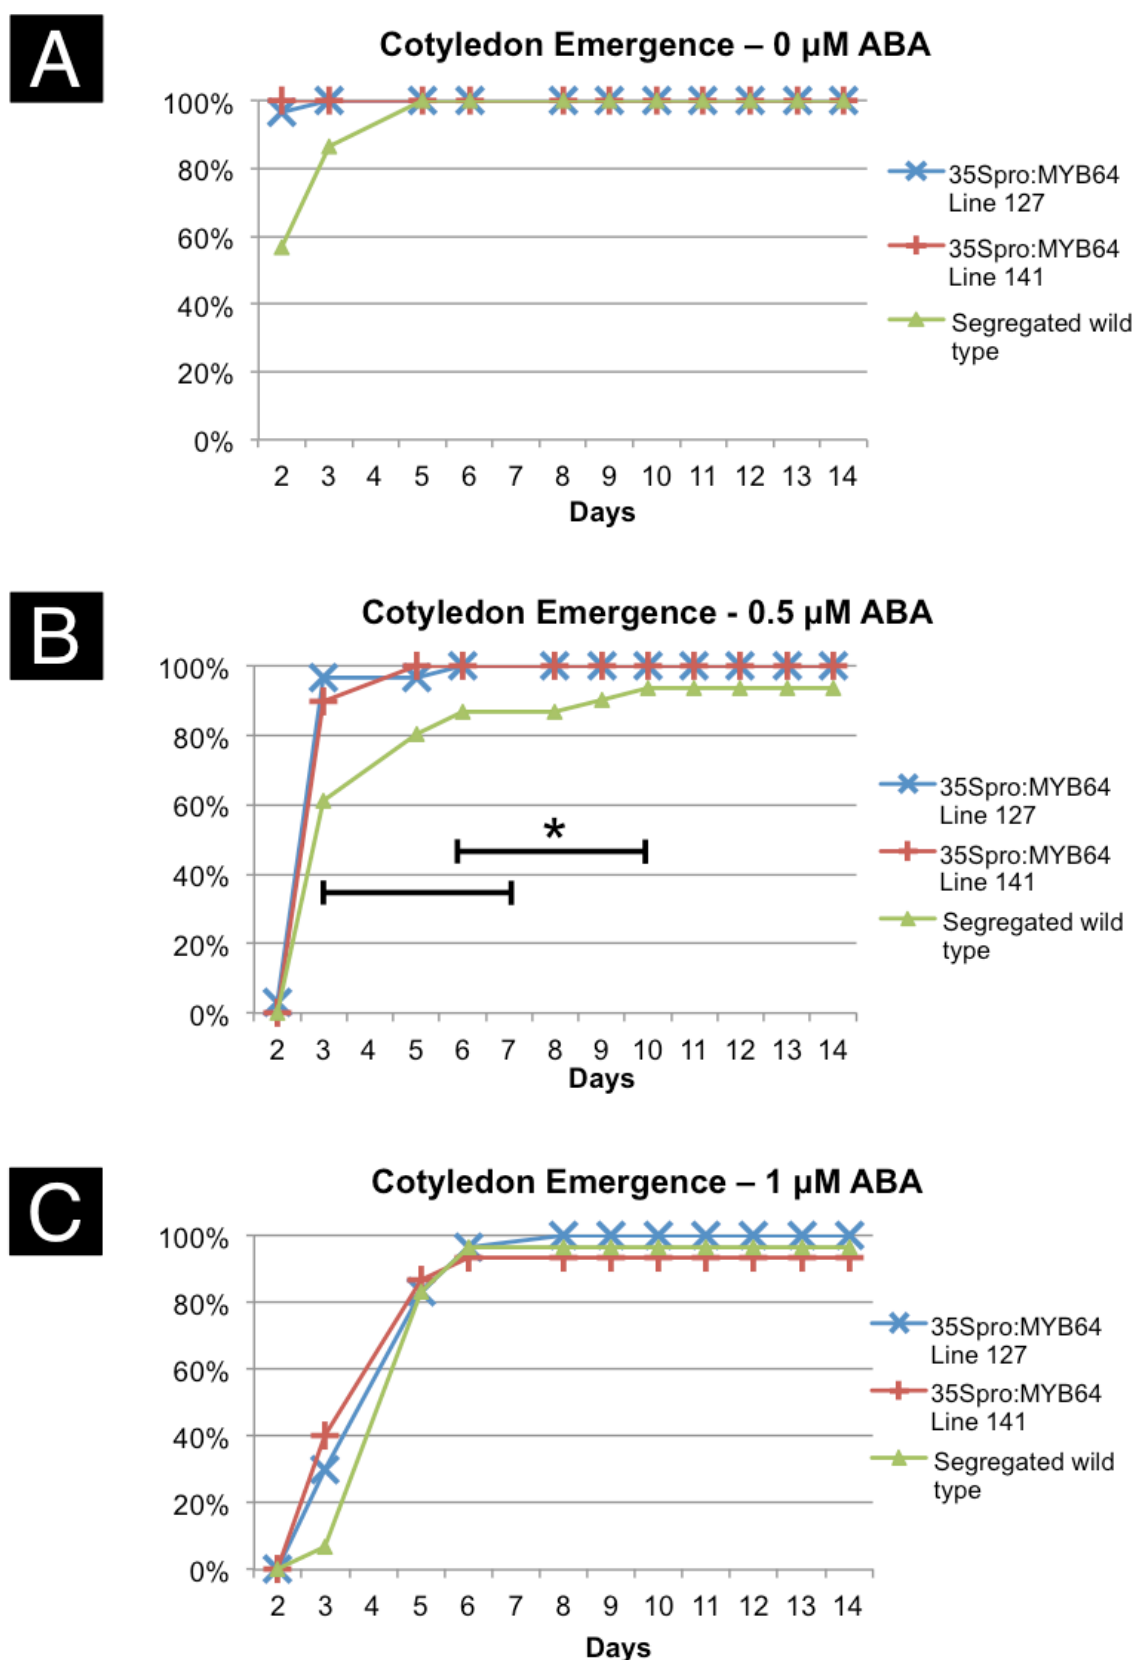 A
Cotyledon Emergence – 0 µM ABA
100%
80%
60%
40%
20%
0%
2 3 4 5 6 7 8 9 10 11 12 13 14
Days
35Spro:MYB64
Line 127
35Spro:MYB64
Line 141
Segregated wild
type
B
Cotyledon Emergence - 0.5 µM ABA
100%
80%
60%
40%
20%
0%
*
2 3 4 5 6 7 8 9 10 11 12 13 14
Days
35Spro:MYB64
Line 127
35Spro:MYB64
Line 141
Segregated wild
type
C
Cotyledon Emergence – 1 µM ABA
100%
80%
60%
40%
20%
0%
2 3 4 5 6 7 8 9 10 11 12 13 14
Days
35Spro:MYB64
Line 127
35Spro:MYB64
Line 141
Segregated wild
type